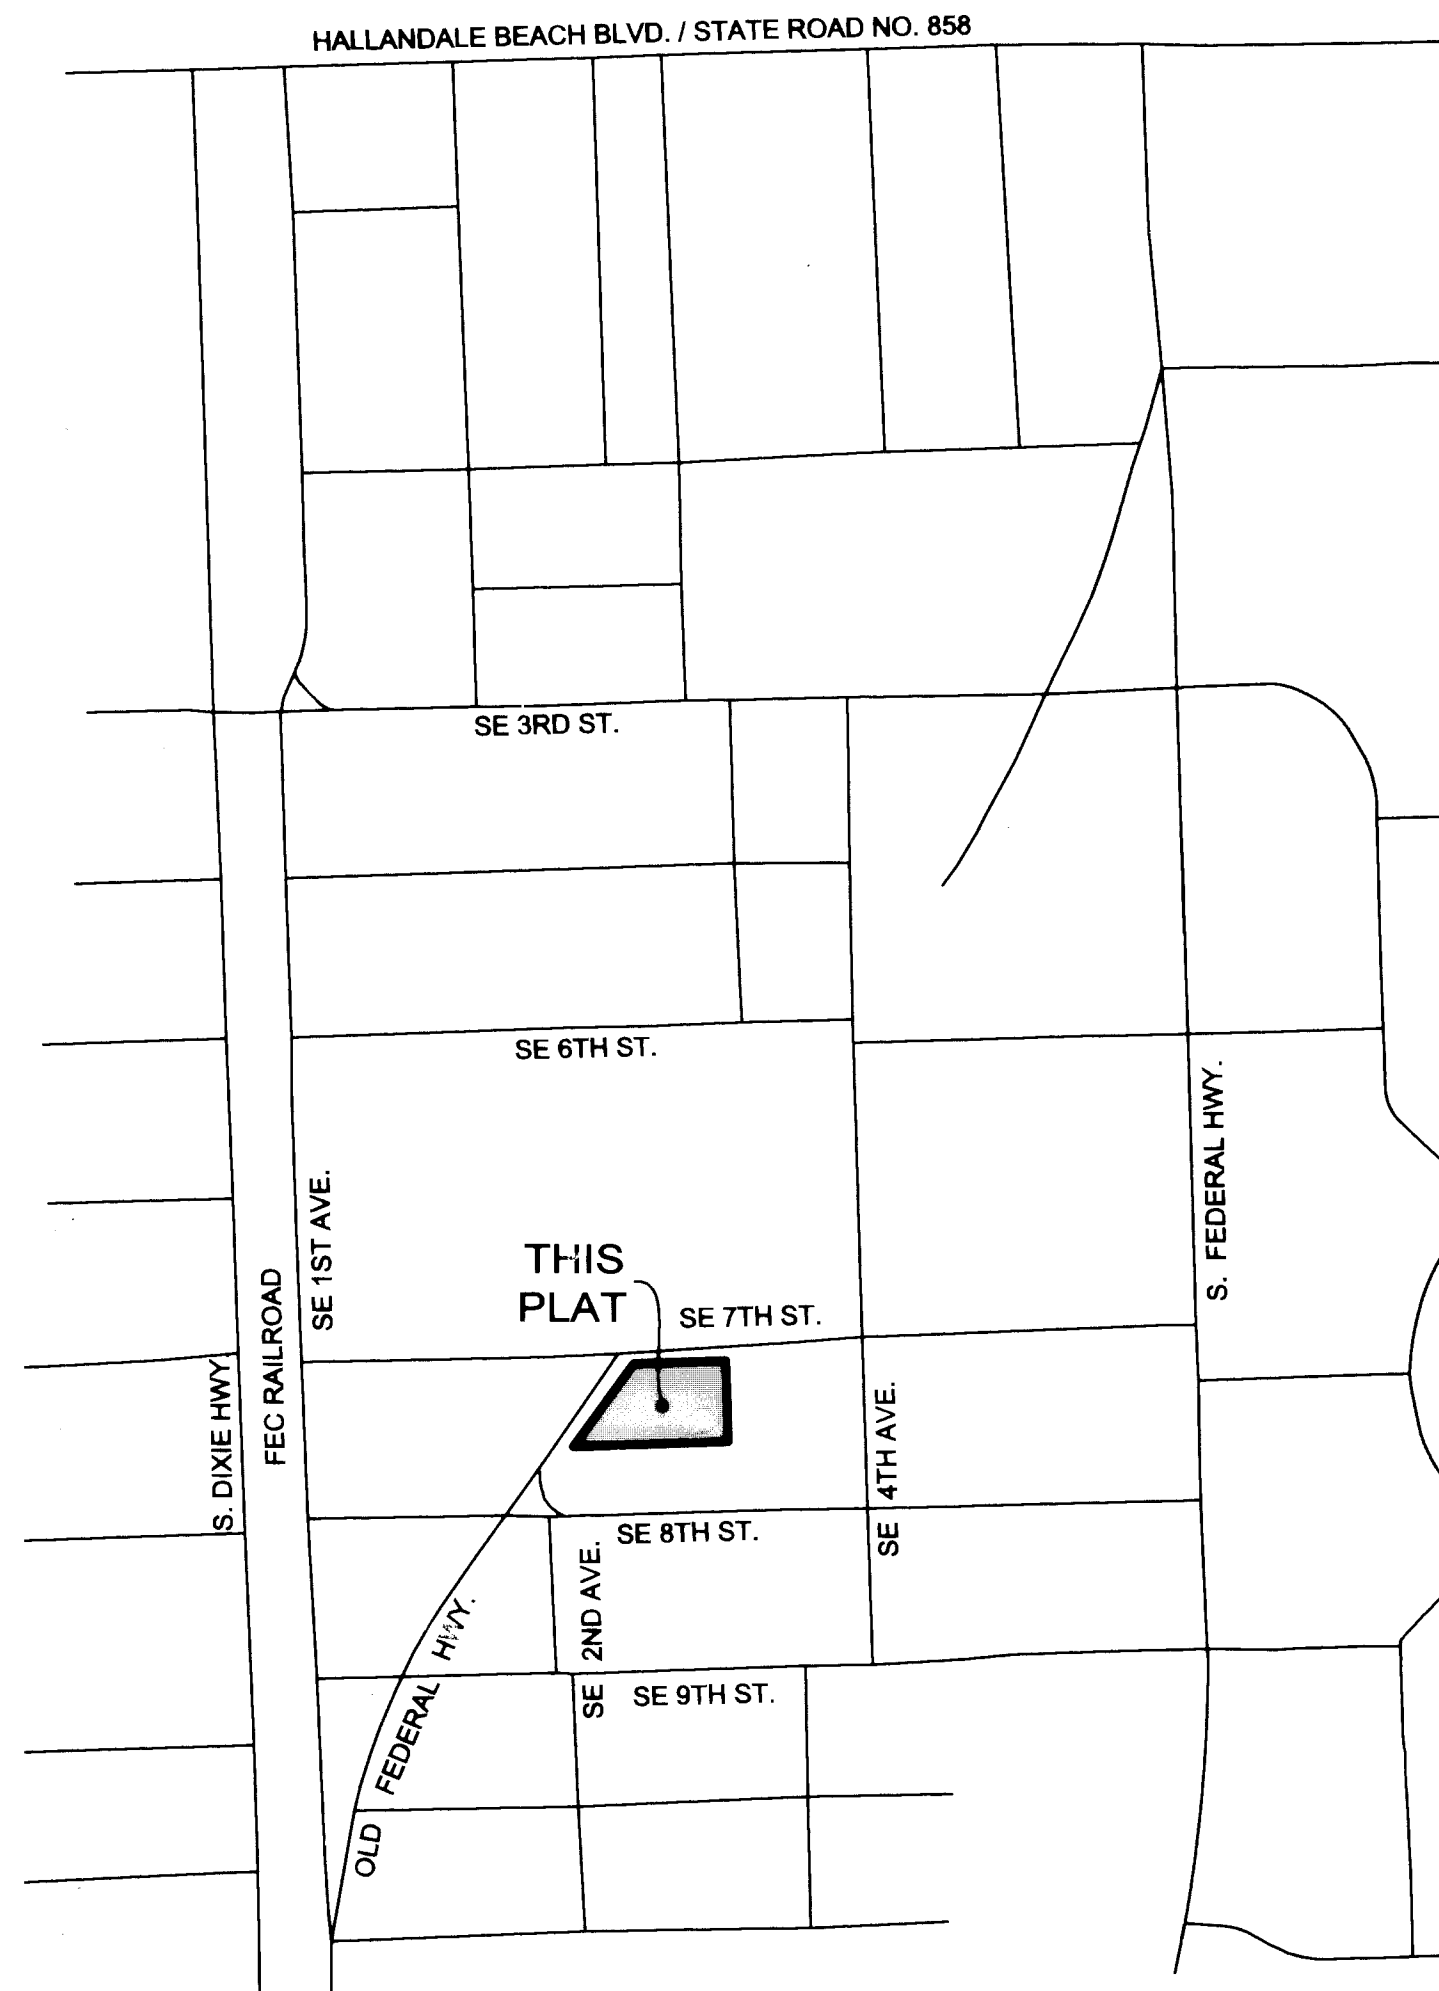 HALLANDALE BEACH BLVD. / STATE ROAD NO. 858
SE 3RD ST.
SE 6TH ST.
S. FEDERAL HWY.
SE 1ST AVE.
THIS
PLAT
SE 7TH ST.
FEC RAILROAD
S. DIXIE HWY
SE 4TH AVE.
SE 8TH ST.
SE 2ND AVE.
OLD FEDERAL HWY.
SE 9TH ST.